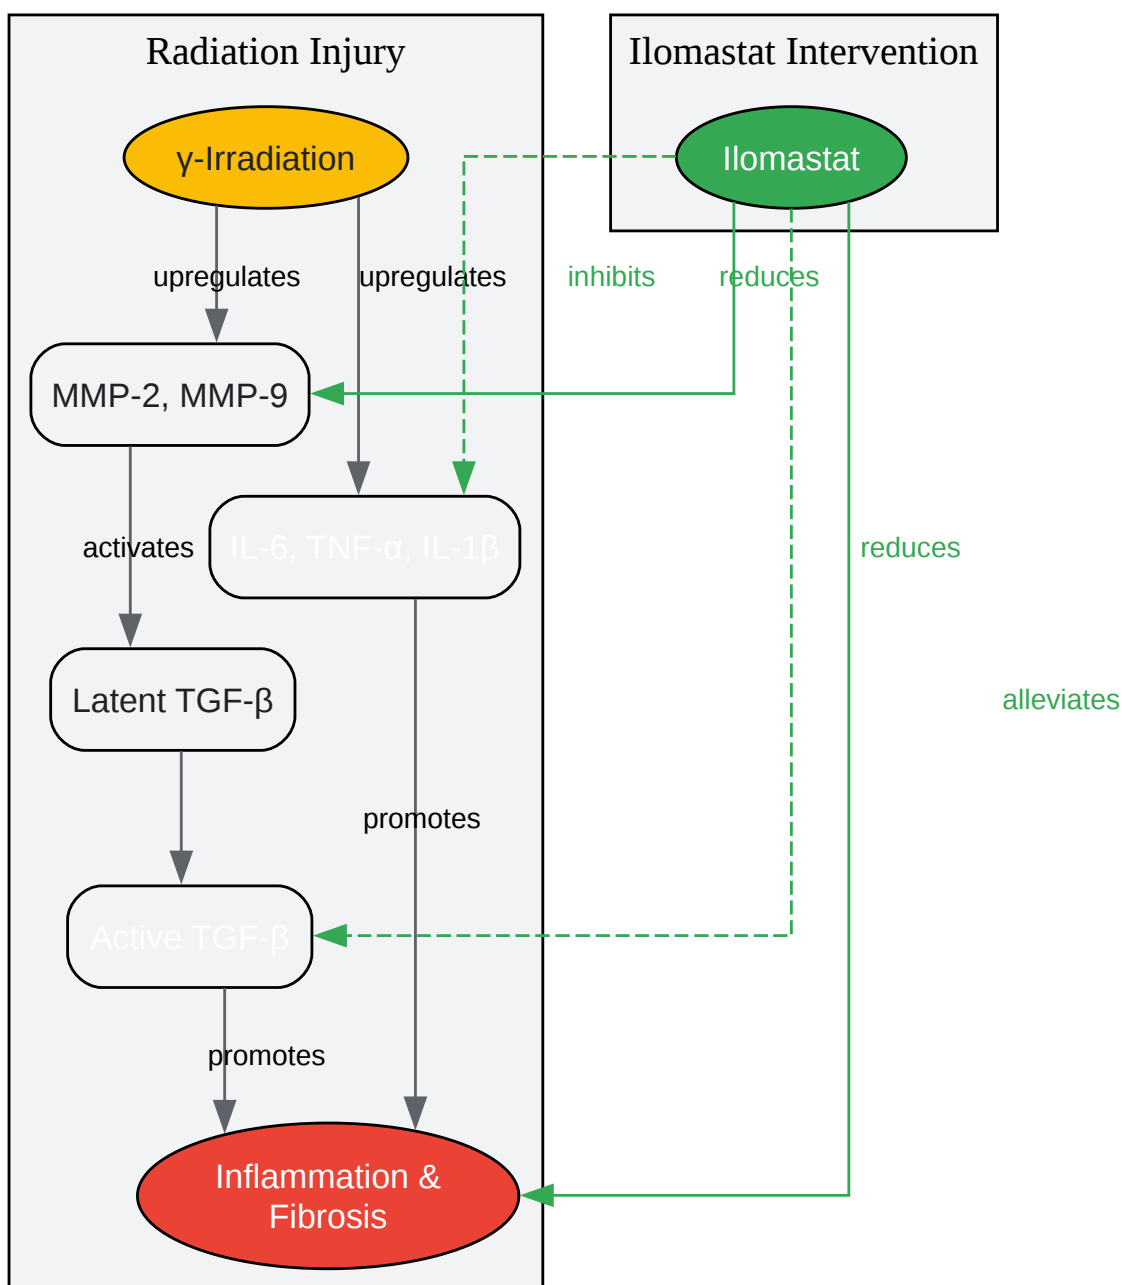 Radiation Injury
Ilomastat Intervention
γ-Irradiation
Ilomastat
upregulates
upregulates
inhibits
reduces
MMP-2, MMP-9
activates
IL-6, TNF-α, IL-1β
reduces
Latent TGF-β
alleviates
promotes
Active TGF-β
promotes
Inflammation &
Fibrosis